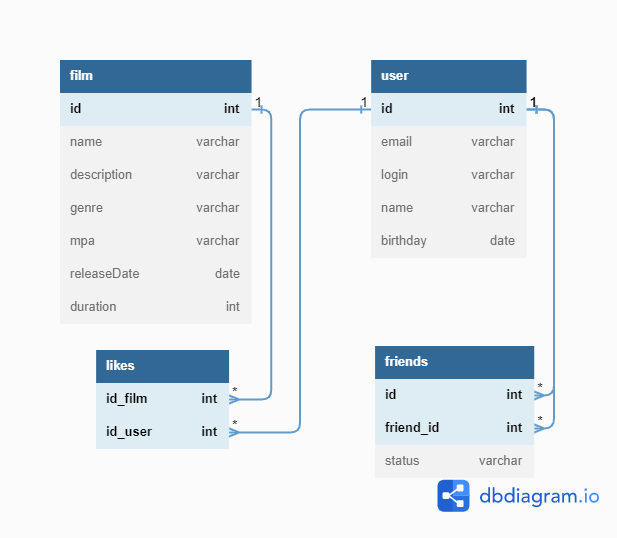 film
id int
name varchar
description varchar
genre varchar
mpa varchar
releaseDate date
duration int
1
1
user
id int
email varchar
login varchar
name varchar
birthday date
1
likes
id_film int
id_user int
*
*
friends
id int
friend_id int
status varchar
*
*
dbdiagram.io